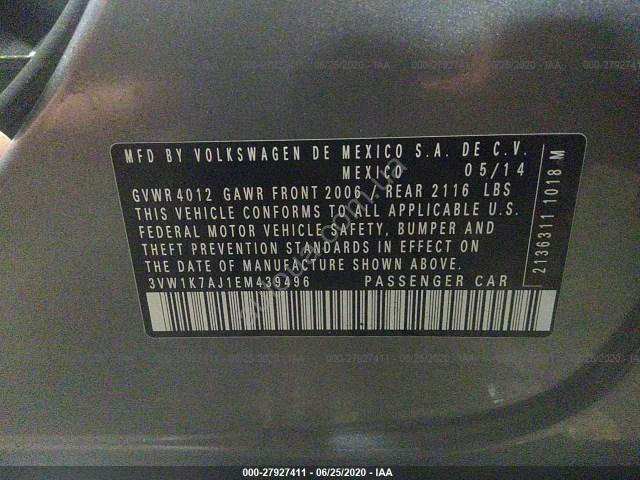 MFD BY VOLKSWAGEN DE MEXICO S.A. DE C.V.
MEXICO 05/14
GVWR 4012 GAWR FRONT 2006 REAR 2116 LBS
THIS VEHICLE CONFORMS TO ALL APPLICABLE U.S.
FEDERAL MOTOR VEHICLE SAFETY, BUMPER AND
THEFT PREVENTION STANDARDS IN EFFECT ON
THE DATE OF MANUFACTURE SHOWN ABOVE.
3VW1K7AJ1EM439496 PASSENGER CAR
2136311 1018 M
000-27927411 - 06/25/2020 - IAA